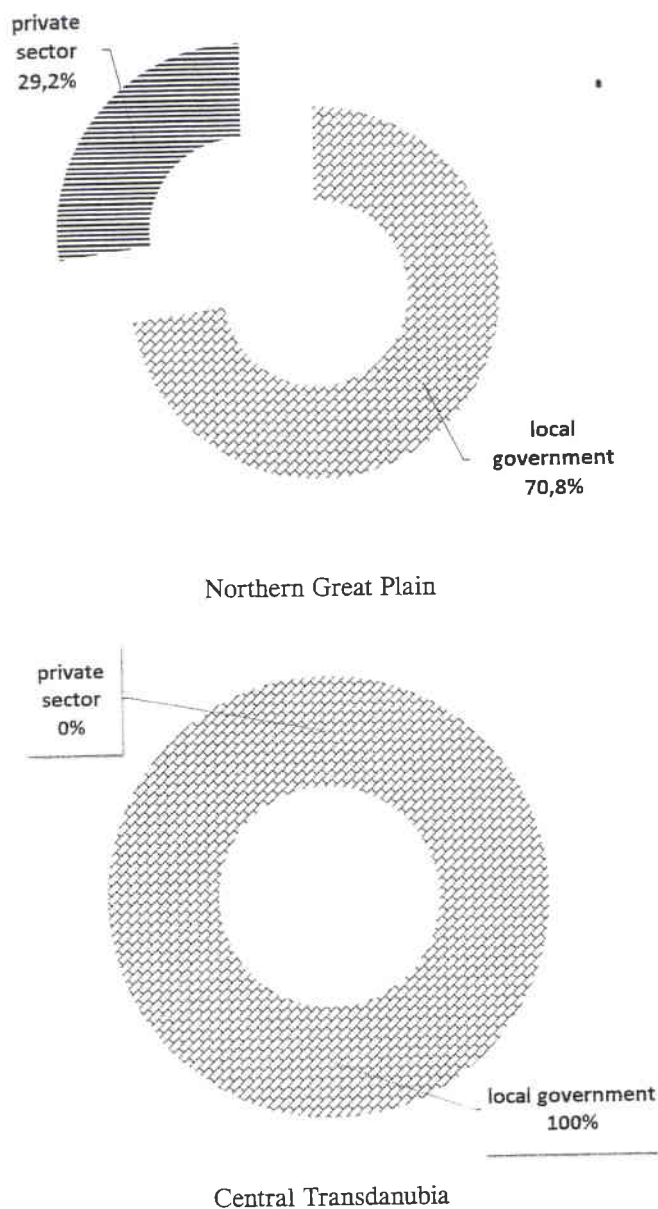 private
sector
29,2%
local
government
70,8%
Northern Great Plain
private
sector
0%
local government
100%
Central Transdanubia